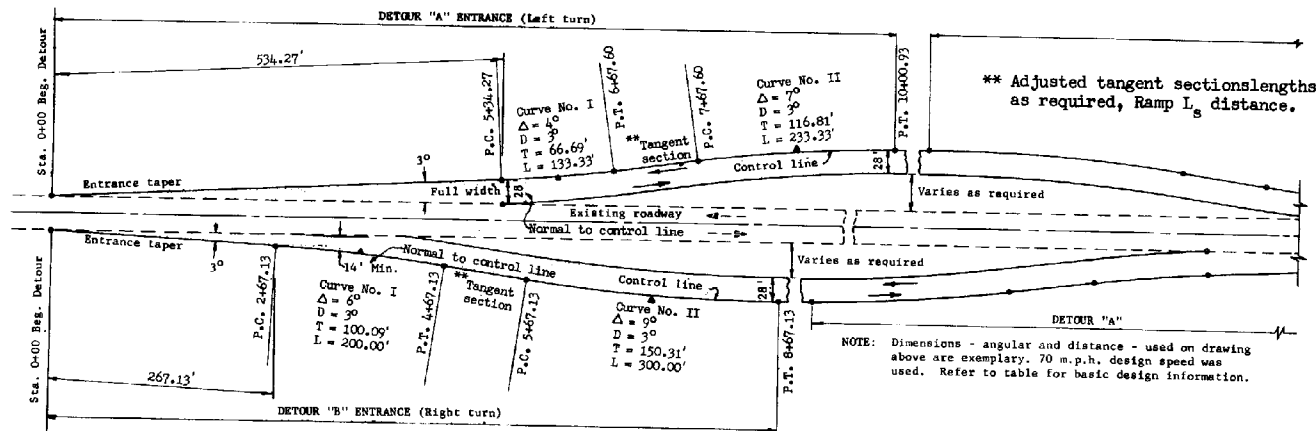 DETOUR "A" ENTRANCE (Left turn)
534.27'
Sta. 0+00 Beg. Detour
P.C. 5+34.27
P.T. 6+67.60
P.C. 7+67.60
P.T. 10+00.93
Curve No. I
Δ = 4°
D = 3°
T = 66.69'
L = 133.33'
** Tangent
section
Curve No. II
Δ = 7°
D = 3°
T = 116.81'
L = 233.33'
** Adjusted tangent sectionslengths
as required, Ramp Ls distance.
3°
Entrance taper
Full width
28'
Control line
28'
Varies as required
Existing roadway
Normal to control line
Entrance taper
3°
14' Min.
Normal to control line
Control line
28'
Varies as required
Sta. 0+00 Beg. Detour
P.C. 2+67.13
Curve No. I
Δ = 6°
D = 3°
T = 100.09'
L = 200.00'
P.T. 4+67.13
** Tangent
section
P.C. 5+67.13
Curve No. II
Δ = 9°
D = 3°
T = 150.31'
L = 300.00'
P.T. 8+67.13
DETOUR "A"
NOTE: Dimensions - angular and distance - used on drawing
above are exemplary. 70 m.p.h. design speed was
used. Refer to table for basic design information.
267.13'
DETOUR "B" ENTRANCE (Right turn)